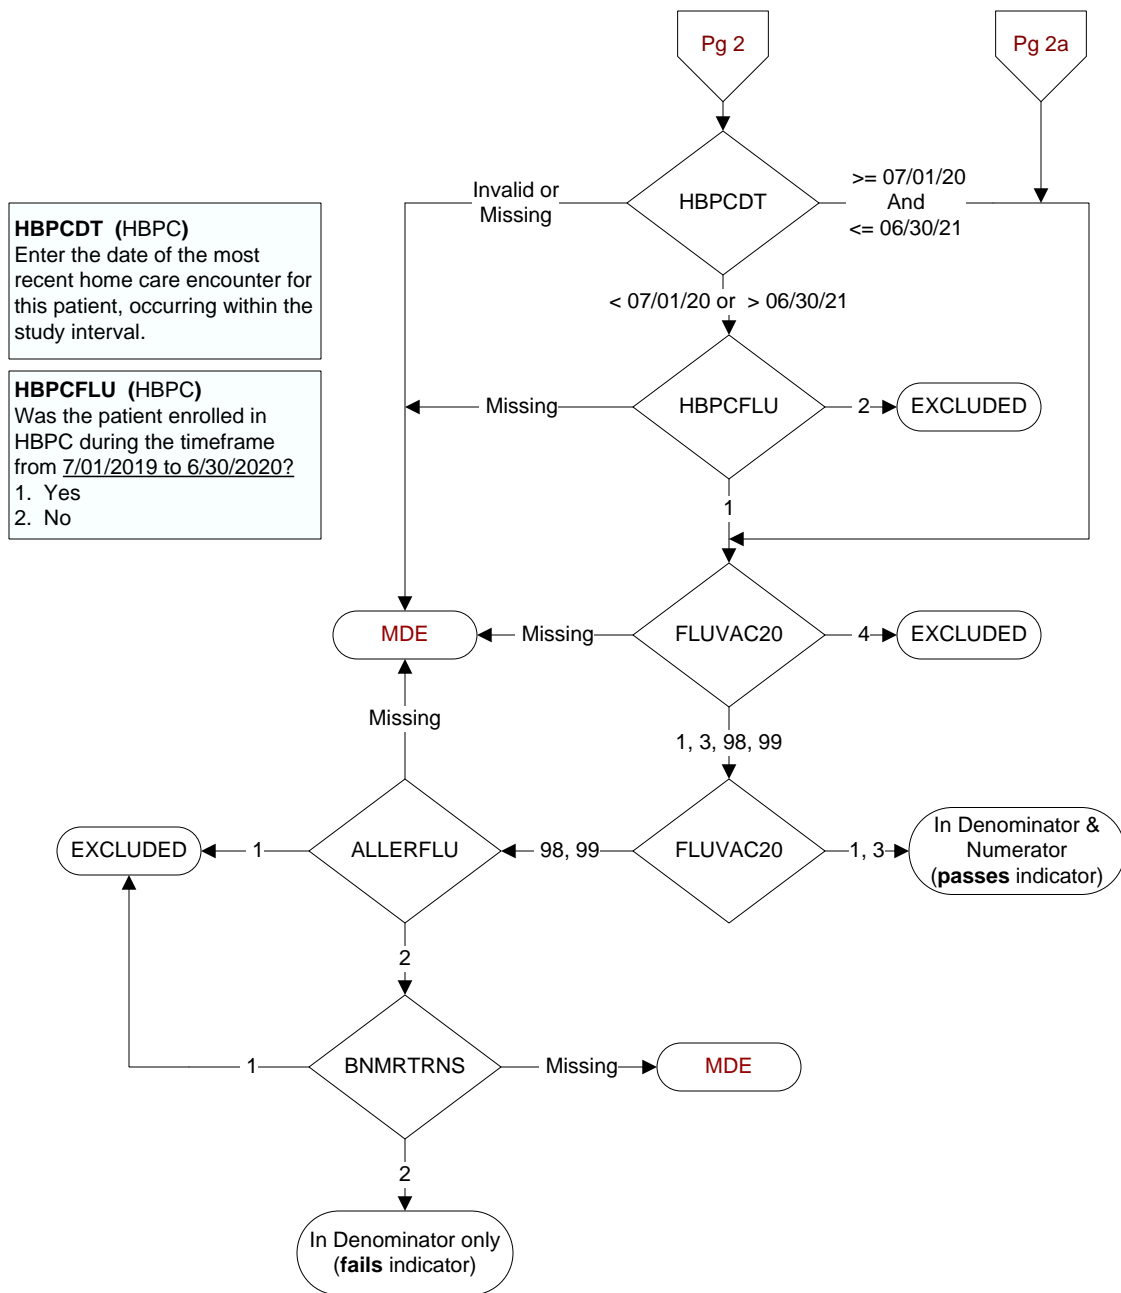 Pg 2
Pg 2a
HBPCDT (HBPC)
Enter the date of the most
recent home care encounter for
this patient, occurring within the
study interval.
HBPCFLU (HBPC)
Was the patient enrolled in
HBPC during the timeframe
from 7/01/2019 to 6/30/2020?
1. Yes
2. No
Invalid or
Missing
HBPCDT
>= 07/01/20
And
<= 06/30/21
< 07/01/20 or > 06/30/21
Missing
HBPCFLU
2
EXCLUDED
1
MDE
Missing
FLUVAC20
4
EXCLUDED
Missing
1, 3, 98, 99
EXCLUDED
1
ALLERFLU
98, 99
FLUVAC20
1, 3
In Denominator &
Numerator
(passes indicator)
2
1
BNMRTRNS
Missing
MDE
2
In Denominator only
(fails indicator)